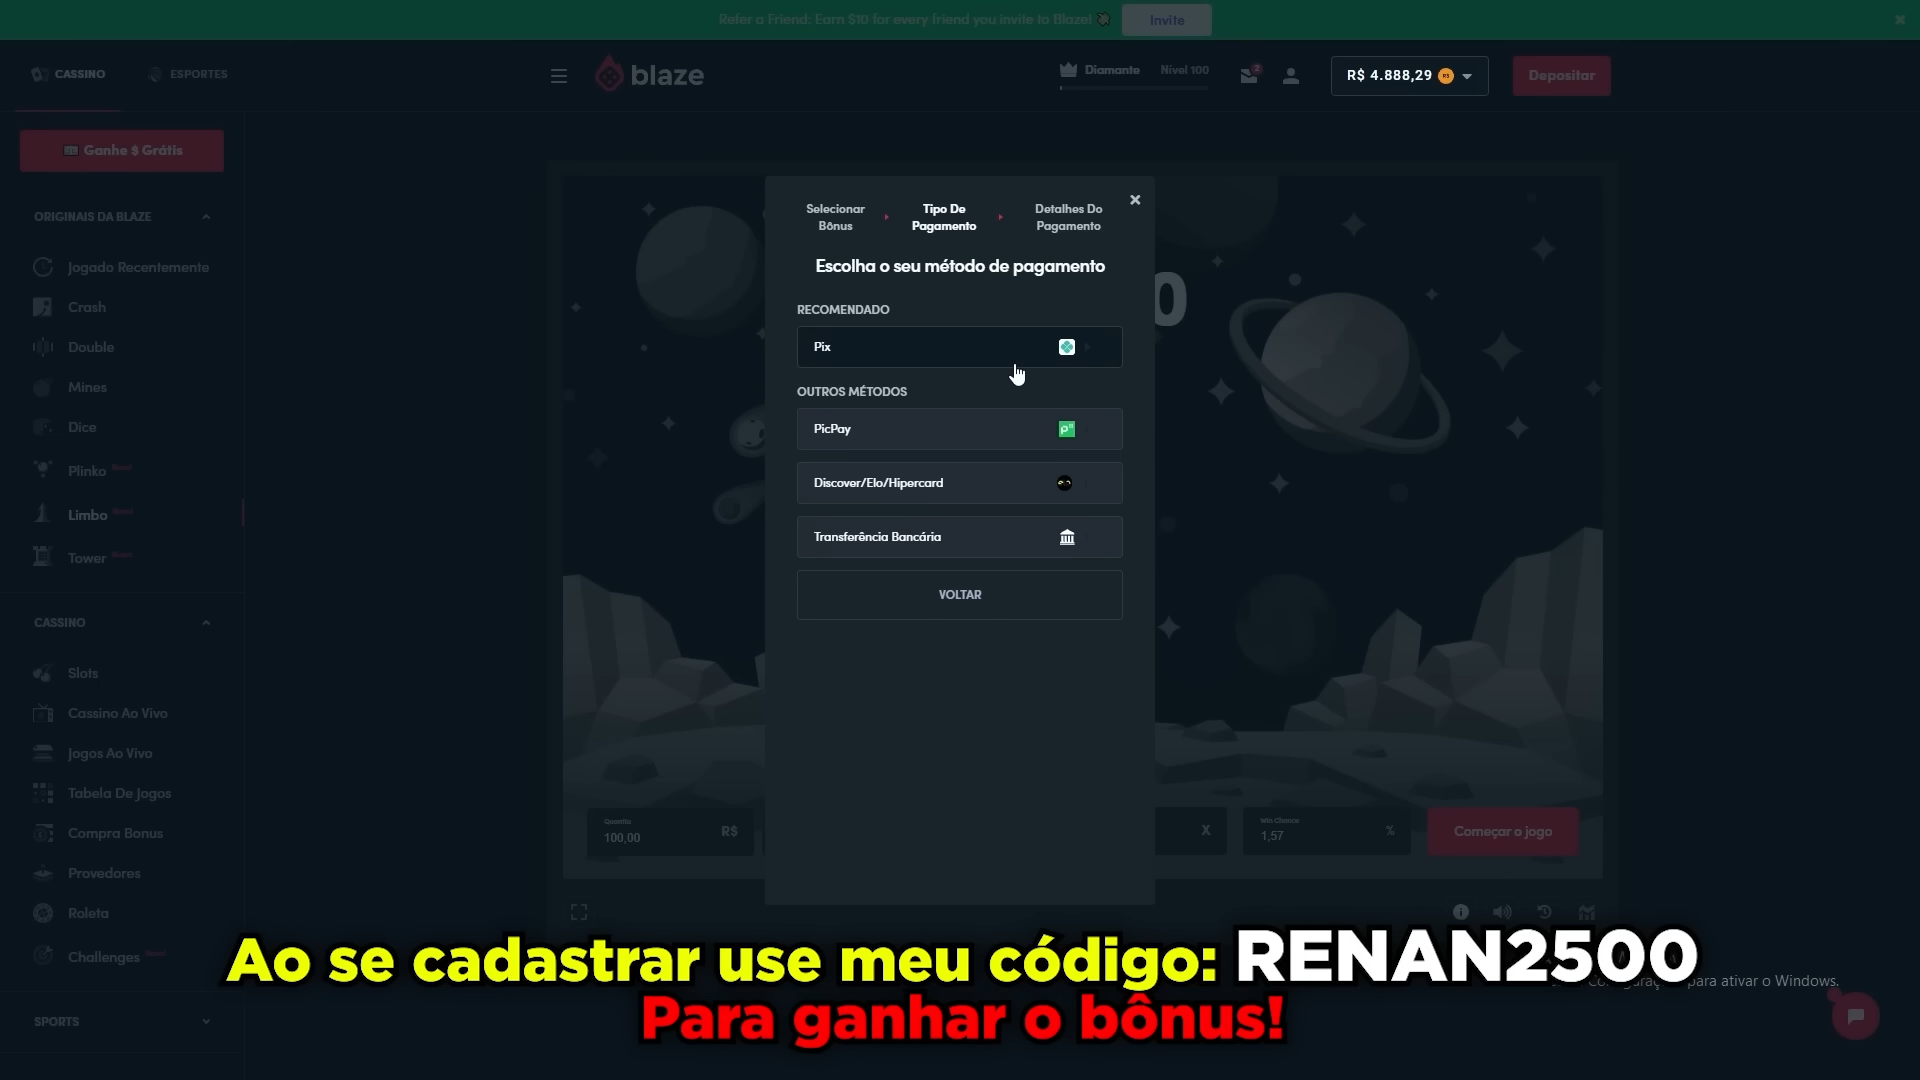 Refer a Friend: Earn $10 for every friend you invite to Blaze!
Invite
CASSINO
ESPORTES
blaze
Diamante
Nível 100
2
R$ 4.888,29
Depositar
Ganhe $ Grátis
ORIGINAIS DA BLAZE
Jogado Recentemente
Crash
Double
Mines
Dice
Plinko
Limbo
Tower
CASSINO
Slots
Cassino Ao Vivo
Jogos Ao Vivo
Tabela De Jogos
Compra Bonus
Provedores
Roleta
Challenges
SPORTS
Selecionar
Bônus
Tipo De
Pagamento
Detalhes Do
Pagamento
Escolha o seu método de pagamento
RECOMENDADO
Pix
OUTROS MÉTODOS
PicPay
Discover/Elo/Hipercard
Transferência Bancária
VOLTAR
0
Quantia
100,00
R$
X
Win Chance
1,57
%
Começar o jogo
Ao se cadastrar use meu código: RENAN2500
para ativar o Windows.
Para ganhar o bônus!